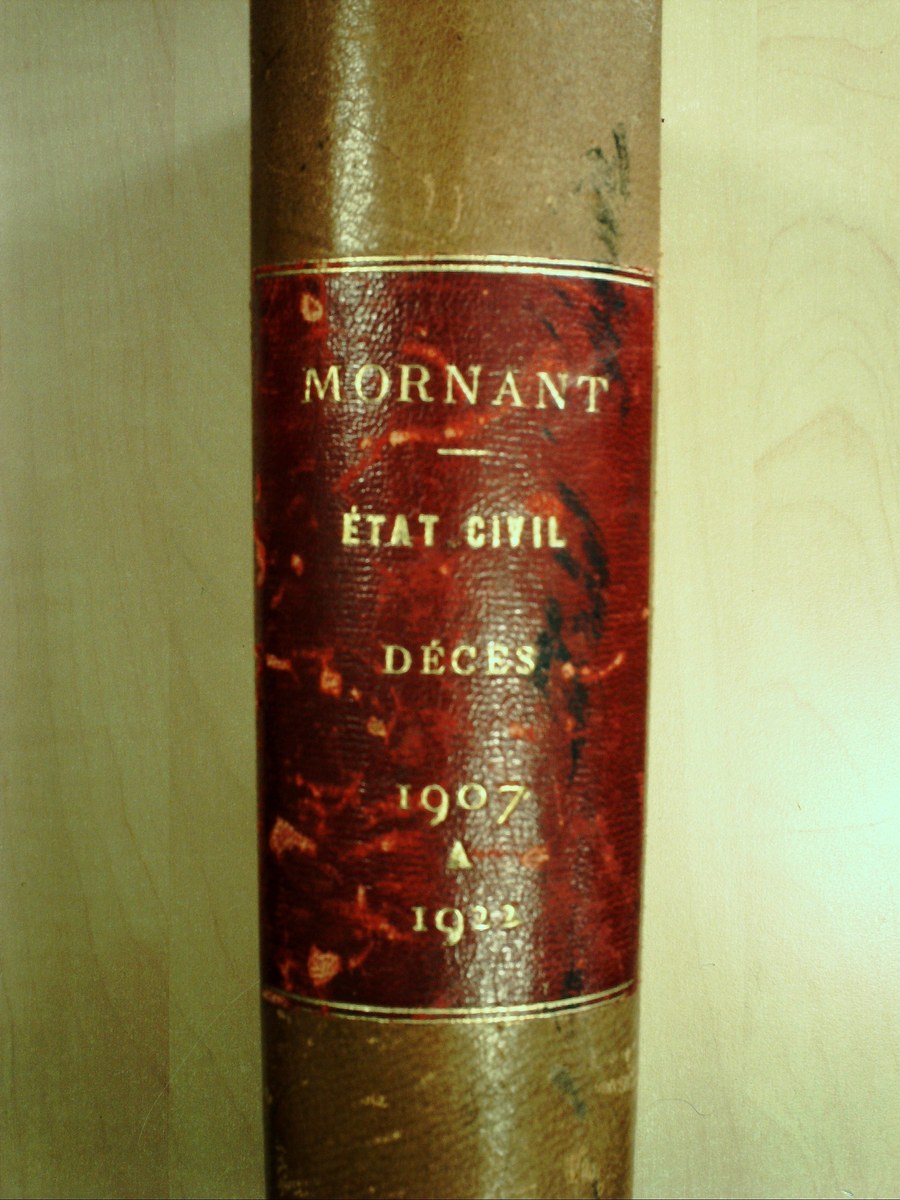 MORNANT
ÉTAT CIVIL
DÉCÈS
1907
A
1922